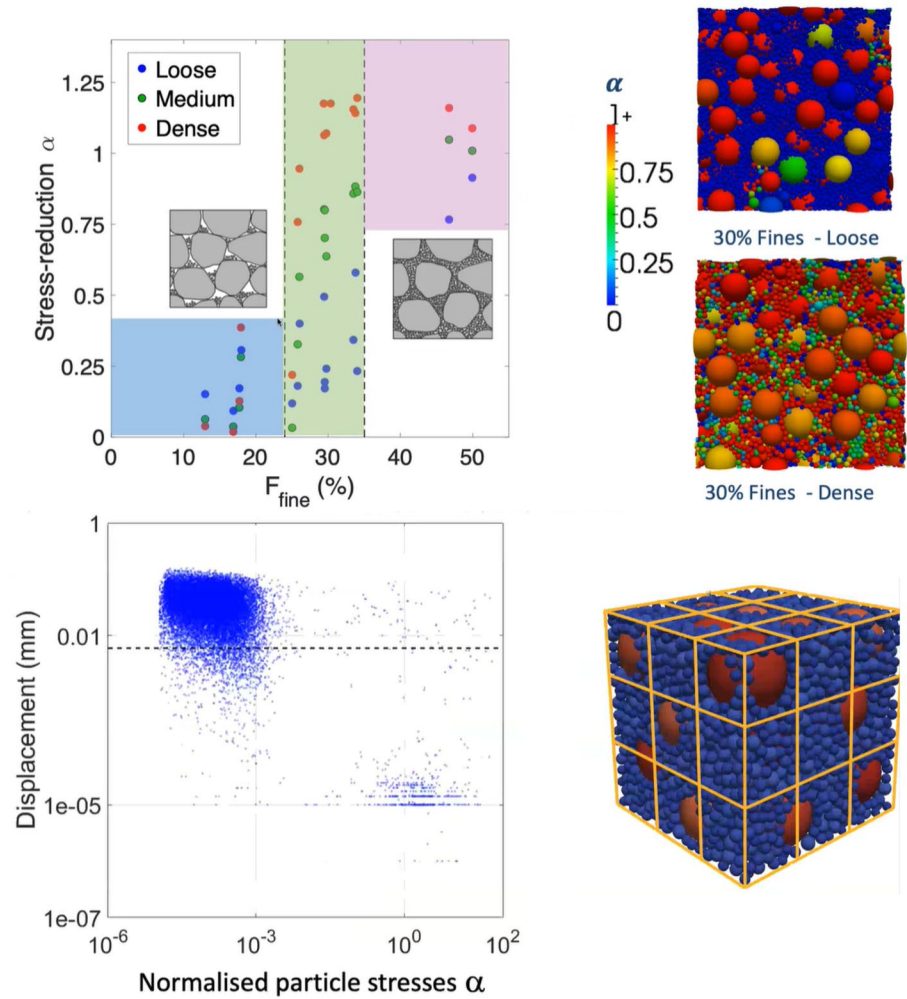 Stress-reduction α
1.25
1
0.75
0.5
0.25
0
Loose
Medium
Dense
0 10 20 30 40 50
F_fine (%)
α
1+
0.75
0.5
0.25
0
30% Fines - Loose
30% Fines - Dense
Displacement (mm)
1
0.01
1e-05
1e-07
10^-6 10^-3 10^0 10^2
Normalised particle stresses α